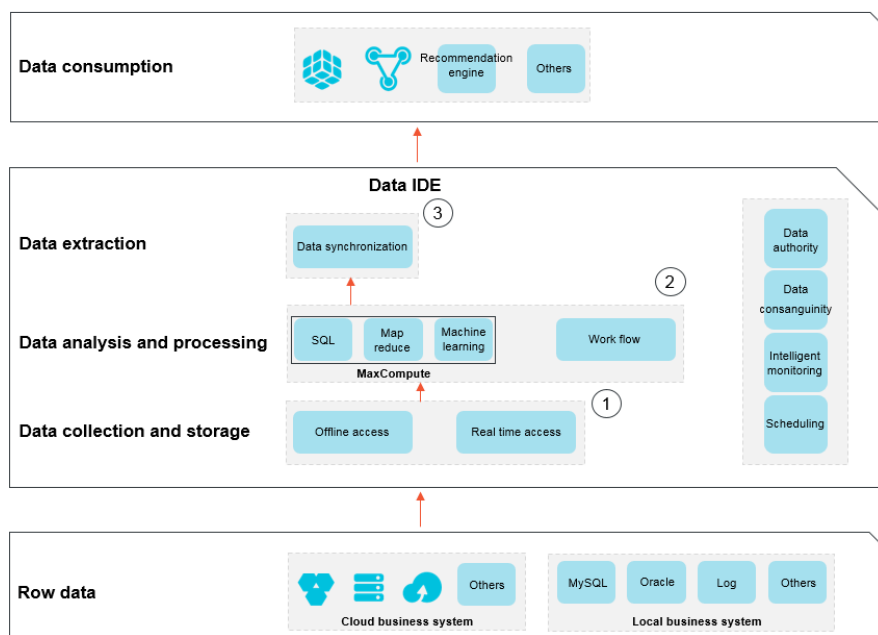 Data consumption
Recommendation
engine
Others
Data IDE
Data extraction
3
Data synchronization
Data
authority
2
Data
consanguinity
Data analysis and processing
SQL
Map
reduce
Machine
learning
Work flow
MaxCompute
Intelligent
monitoring
1
Data collection and storage
Offline access
Real time access
Scheduling
Row data
Others
Cloud business system
MySQL
Oracle
Log
Others
Local business system